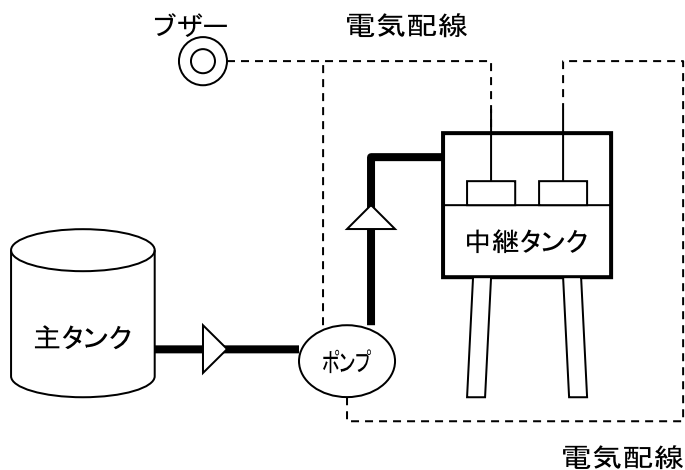 ブザー
電気配線
中継タンク
主タンク
ポンプ
電気配線